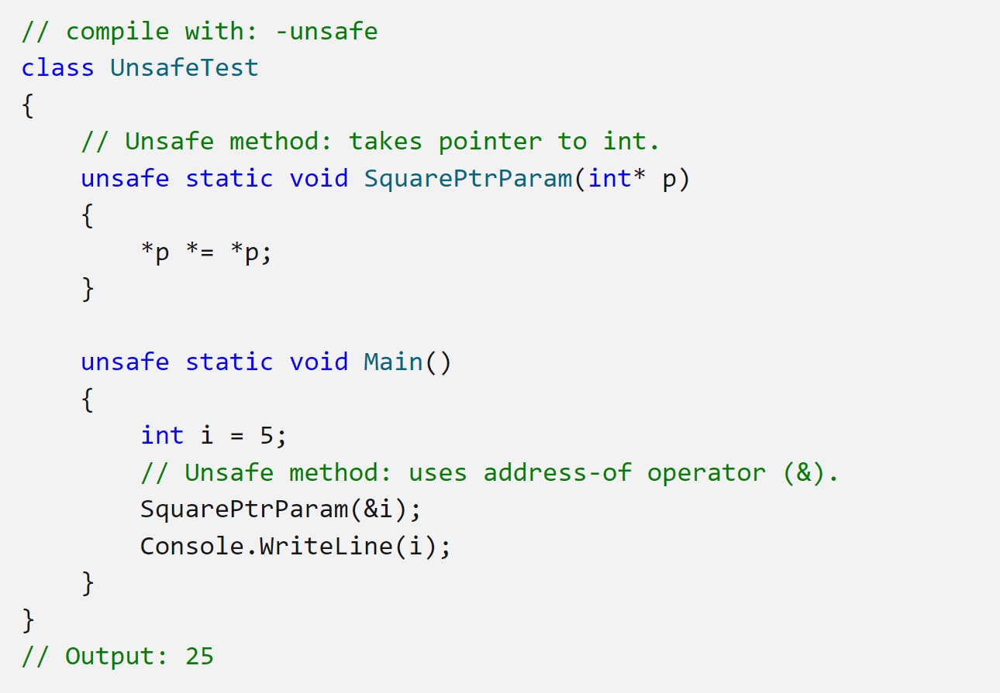 // compile with: -unsafe
class UnsafeTest
{
    // Unsafe method: takes pointer to int.
    unsafe static void SquarePtrParam(int* p)
    {
        *p *= *p;
    }

    unsafe static void Main()
    {
        int i = 5;
        // Unsafe method: uses address-of operator (&).
        SquarePtrParam(&i);
        Console.WriteLine(i);
    }
}
// Output: 25